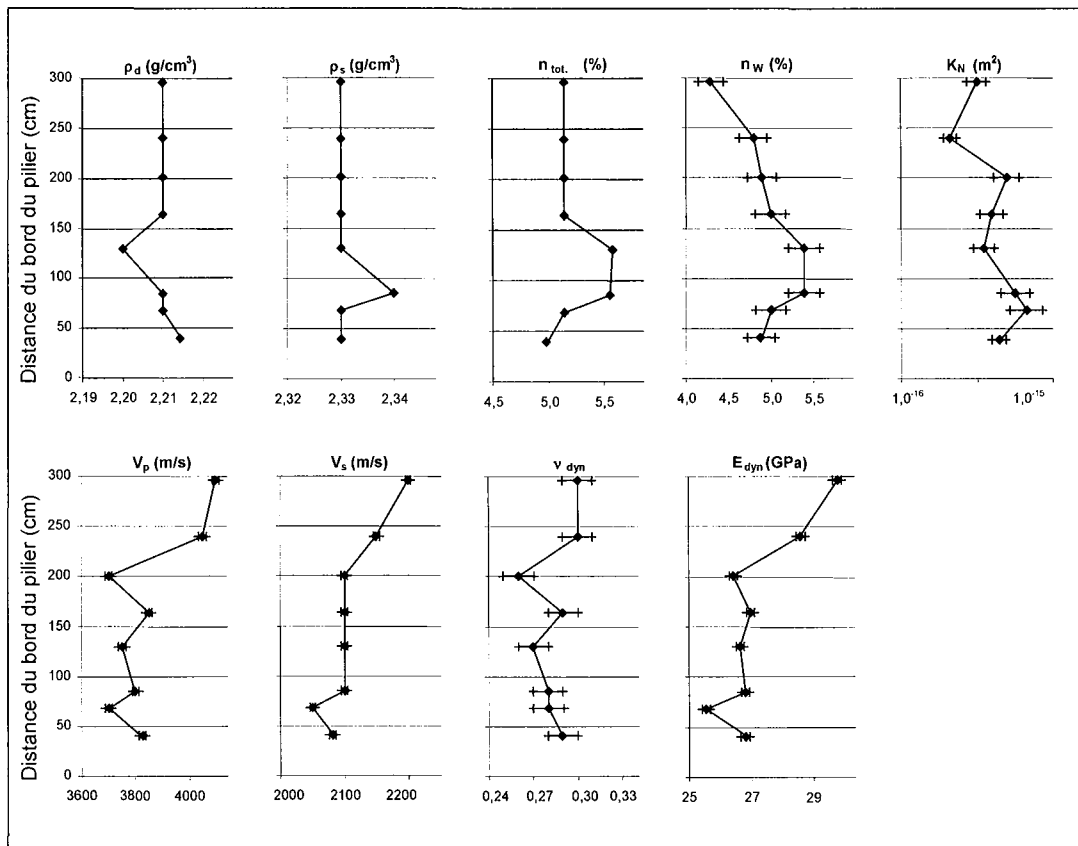 ρd (g/cm³) ρs (g/cm³) ntot. (%) nW (%) KN (m²)
Distance du bord du pilier (cm)
300
250
200
150
100
50
0
2,19 2,20 2,21 2,22 2,32 2,33 2,34 4,5 5,0 5,5 4,0 4,5 5,0 5,5 1,0⁻¹⁶ 1,0⁻¹⁵
Vp (m/s) Vs (m/s) νdyn Edyn (GPa)
Distance du bord du pilier (cm)
300
250
200
150
100
50
0
3600 3800 4000 2000 2100 2200 0,24 0,27 0,30 0,33 25 27 29